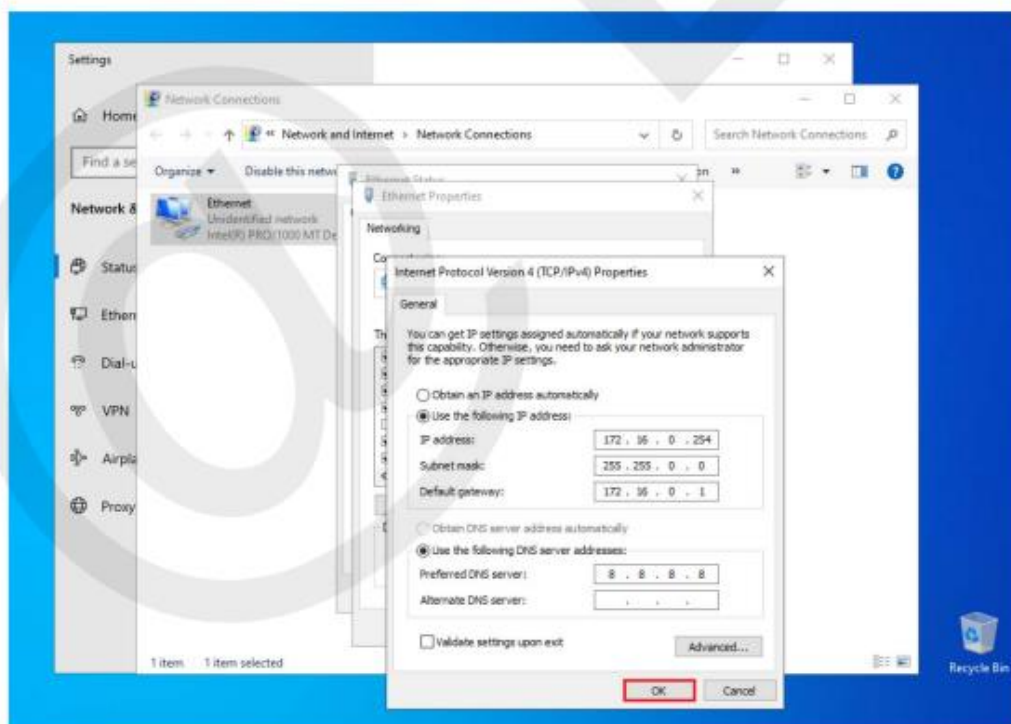 Settings
Network Connections
Home
« Network and Internet › Network Connections
Search Network Connections
Find a se
Organize
Disable this netwo
on
»
Ethernet Status
Ethernet Properties
Network &
Ethernet
Unidentified network
Intel(R) PRO/1000 MT De
Networking
Status
Co
Internet Protocol Version 4 (TCP/IPv4) Properties
General
Ethern
Th
You can get IP settings assigned automatically if your network supports
this capability. Otherwise, you need to ask your network administrator
for the appropriate IP settings.
Dial-u
Obtain an IP address automatically
VPN
Use the following IP address:
IP address: 172 . 16 . 0 . 254
Airpla
Subnet mask: 255 . 255 . 0 . 0
Default gateway: 172 . 16 . 0 . 1
Proxy
Obtain DNS server address automatically
Use the following DNS server addresses:
Preferred DNS server: 8 . 8 . 8 . 8
Alternate DNS server: . . .
Validate settings upon exit
Advanced...
1 item 1 item selected
Recycle Bin
OK Cancel